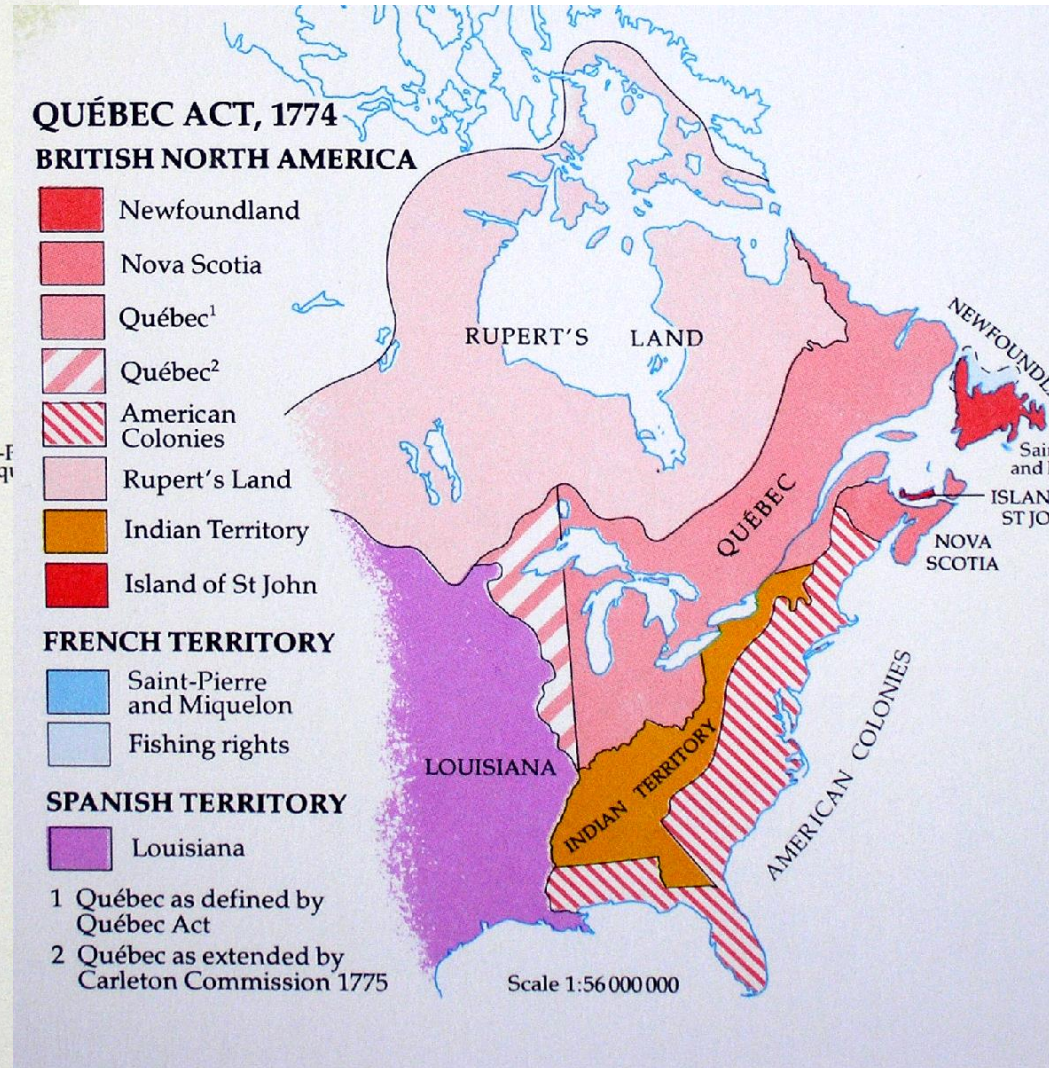 QUÉBEC ACT, 1774
BRITISH NORTH AMERICA
Newfoundland
Nova Scotia
Québec¹
Québec²
American
Colonies
Rupert's Land
Indian Territory
Island of St John
FRENCH TERRITORY
Saint-Pierre
and Miquelon
Fishing rights
SPANISH TERRITORY
Louisiana
1 Québec as defined by
Québec Act
2 Québec as extended by
Carleton Commission 1775
RUPERT'S LAND
QUÉBEC
NOVA
SCOTIA
LOUISIANA
INDIAN TERRITORY
AMERICAN COLONIES
Scale 1:56 000 000